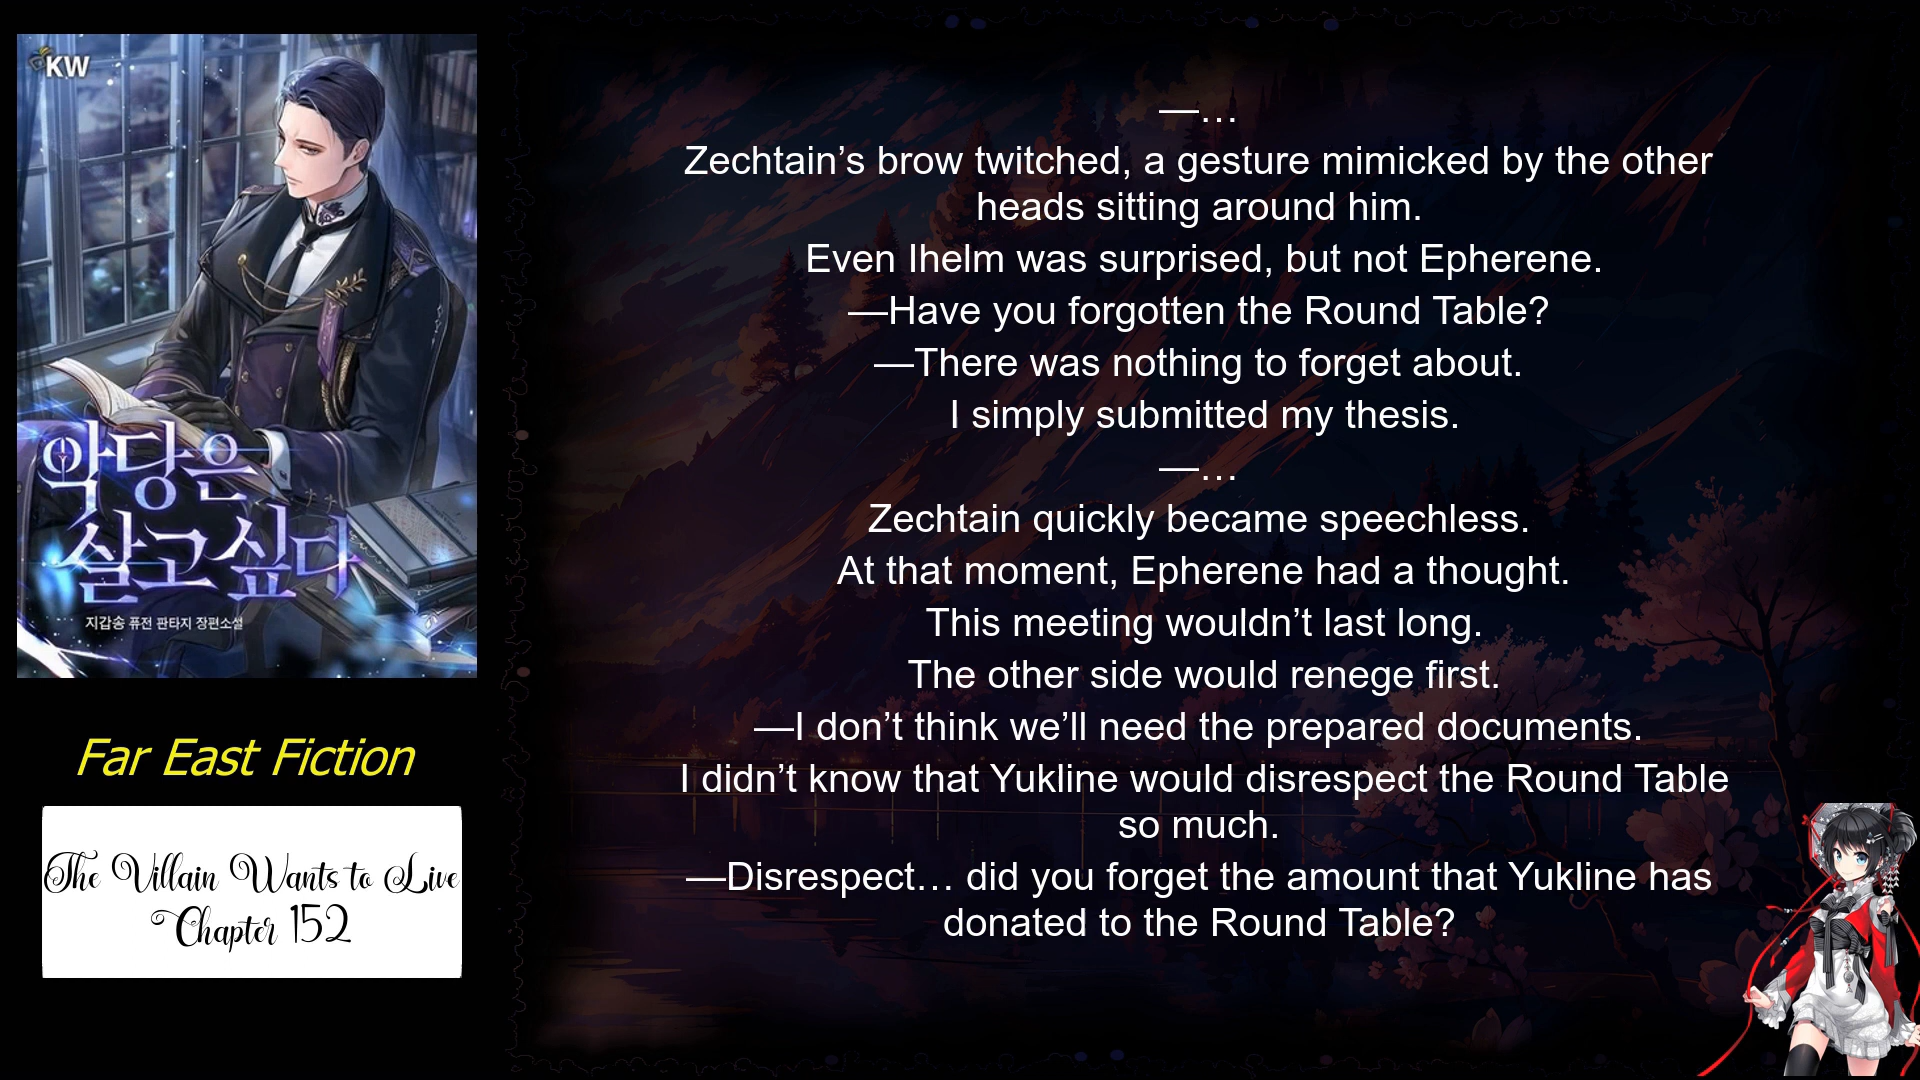 KW
악당은
살고싶다
지갑송 퓨전 판타지 장편소설
Far East Fiction
The Villain Wants to Live
Chapter 152
—…
Zechtain’s brow twitched, a gesture mimicked by the other
heads sitting around him.
Even Ihelm was surprised, but not Epherene.
—Have you forgotten the Round Table?
—There was nothing to forget about.
I simply submitted my thesis.
—…
Zechtain quickly became speechless.
At that moment, Epherene had a thought.
This meeting wouldn’t last long.
The other side would renege first.
—I don’t think we’ll need the prepared documents.
I didn’t know that Yukline would disrespect the Round Table
so much.
—Disrespect… did you forget the amount that Yukline has
donated to the Round Table?